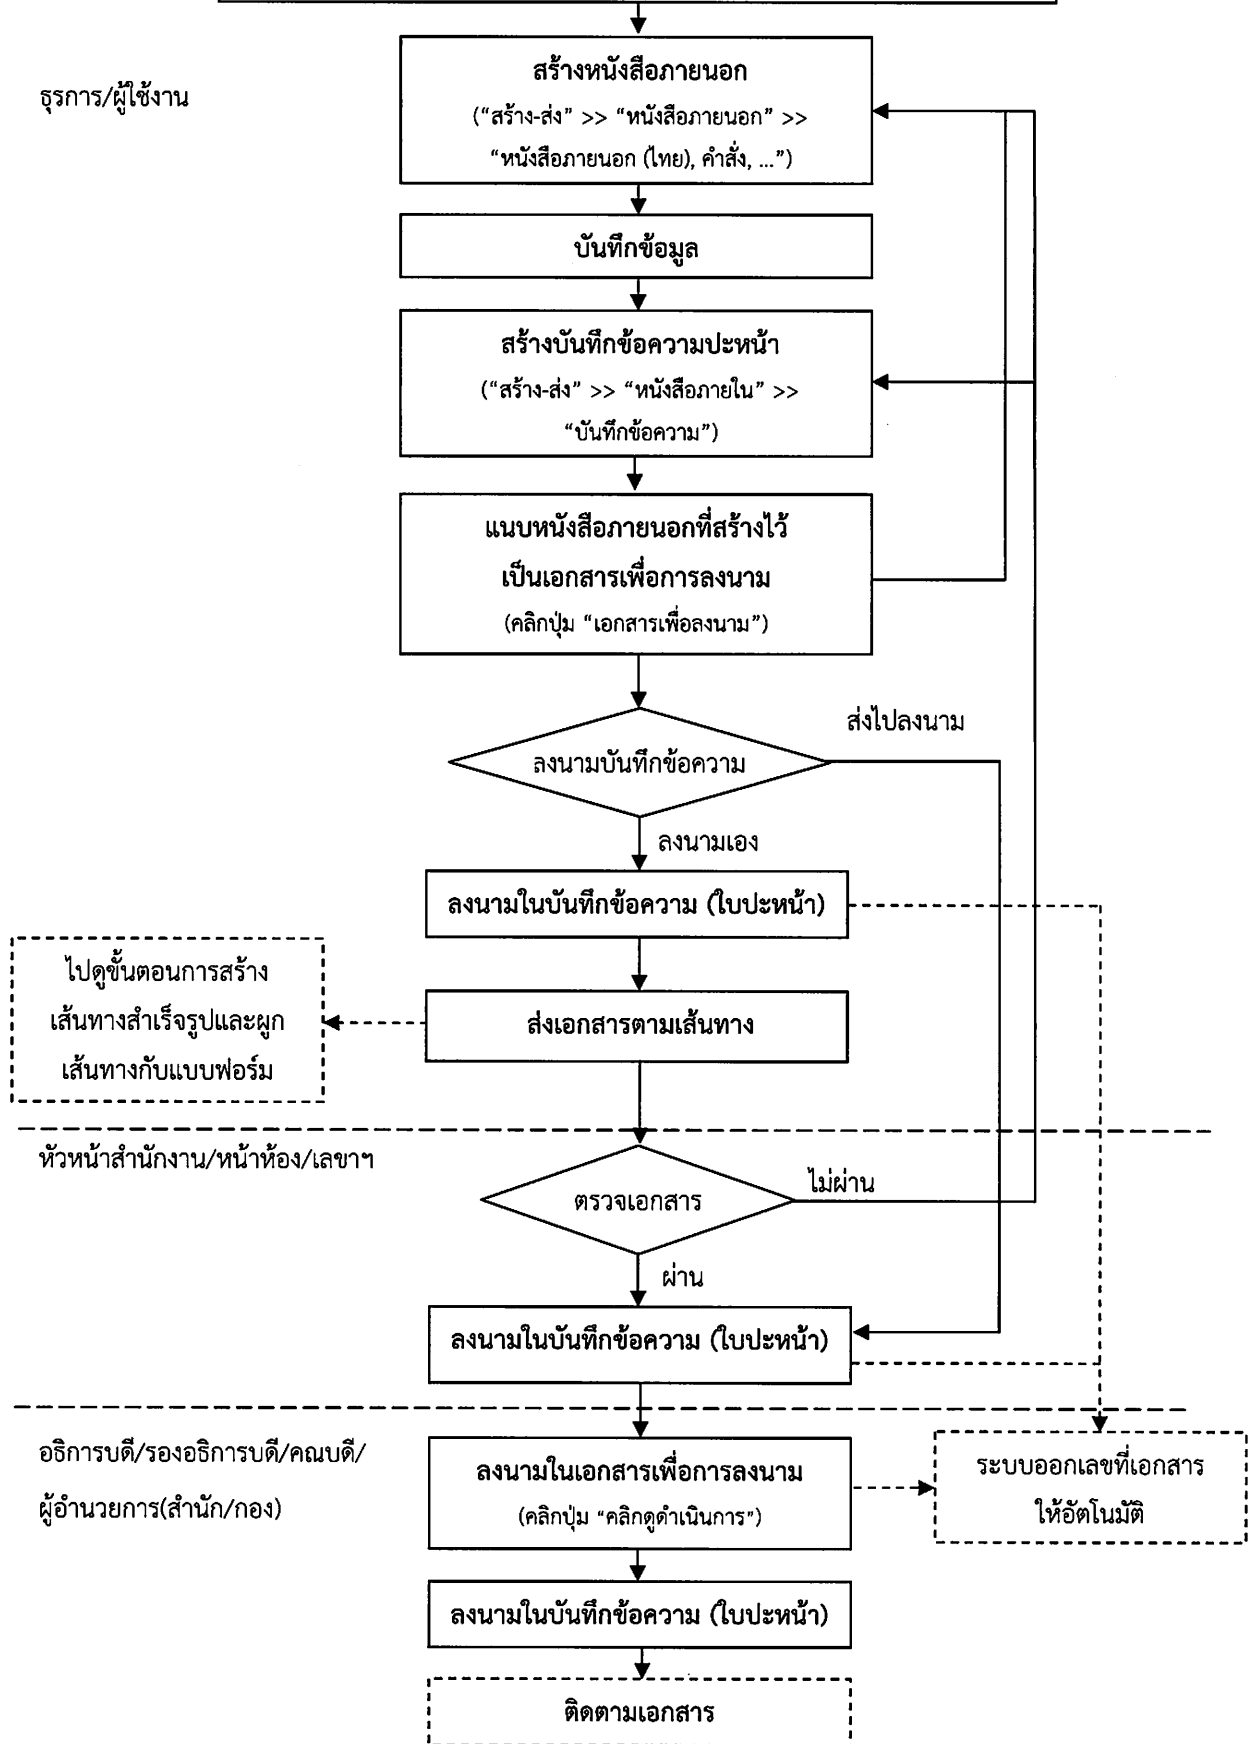 ธุรการ/ผู้ใช้งาน
สร้างหนังสือภายนอก
(“สร้าง-ส่ง” >> “หนังสือภายนอก” >>
“หนังสือภายนอก (ไทย), คำสั่ง, ...”)
บันทึกข้อมูล
สร้างบันทึกข้อความปะหน้า
(“สร้าง-ส่ง” >> “หนังสือภายใน” >>
“บันทึกข้อความ”)
แนบหนังสือภายนอกที่สร้างไว้
เป็นเอกสารเพื่อการลงนาม
(คลิกปุ่ม “เอกสารเพื่อลงนาม”)
ส่งไปลงนาม
ลงนามบันทึกข้อความ
ลงนามเอง
ลงนามในบันทึกข้อความ (ใบปะหน้า)
ไปดูขั้นตอนการสร้าง
เส้นทางสำเร็จรูปและผูก
เส้นทางกับแบบฟอร์ม
ส่งเอกสารตามเส้นทาง
หัวหน้าสำนักงาน/หน้าห้อง/เลขาฯ
ไม่ผ่าน
ตรวจเอกสาร
ผ่าน
ลงนามในบันทึกข้อความ (ใบปะหน้า)
อธิการบดี/รองอธิการบดี/คณบดี/
ผู้อำนวยการ(สำนัก/กอง)
ลงนามในเอกสารเพื่อการลงนาม
(คลิกปุ่ม “คลิกดูดำเนินการ”)
ระบบออกเลขที่เอกสาร
ให้อัตโนมัติ
ลงนามในบันทึกข้อความ (ใบปะหน้า)
ติดตามเอกสาร